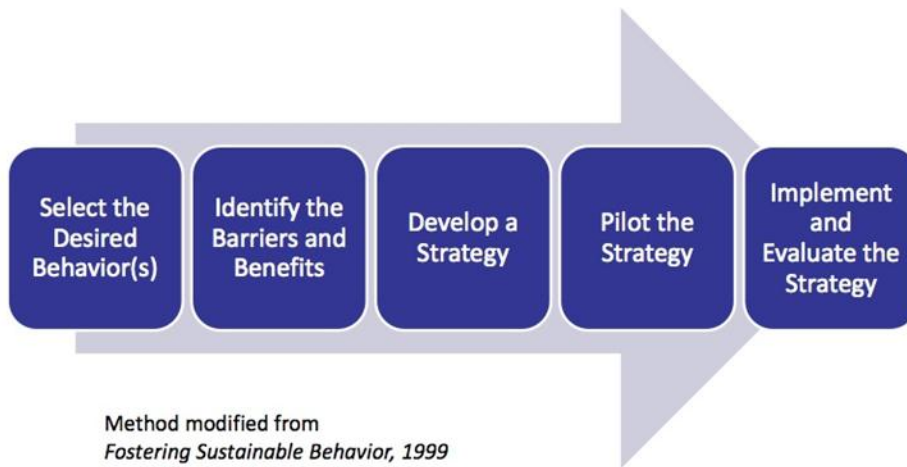 Select the
Desired
Behavior(s)
Identify the
Barriers and
Benefits
Develop a
Strategy
Pilot the
Strategy
Implement
and
Evaluate the
Strategy
Method modified from
Fostering Sustainable Behavior, 1999